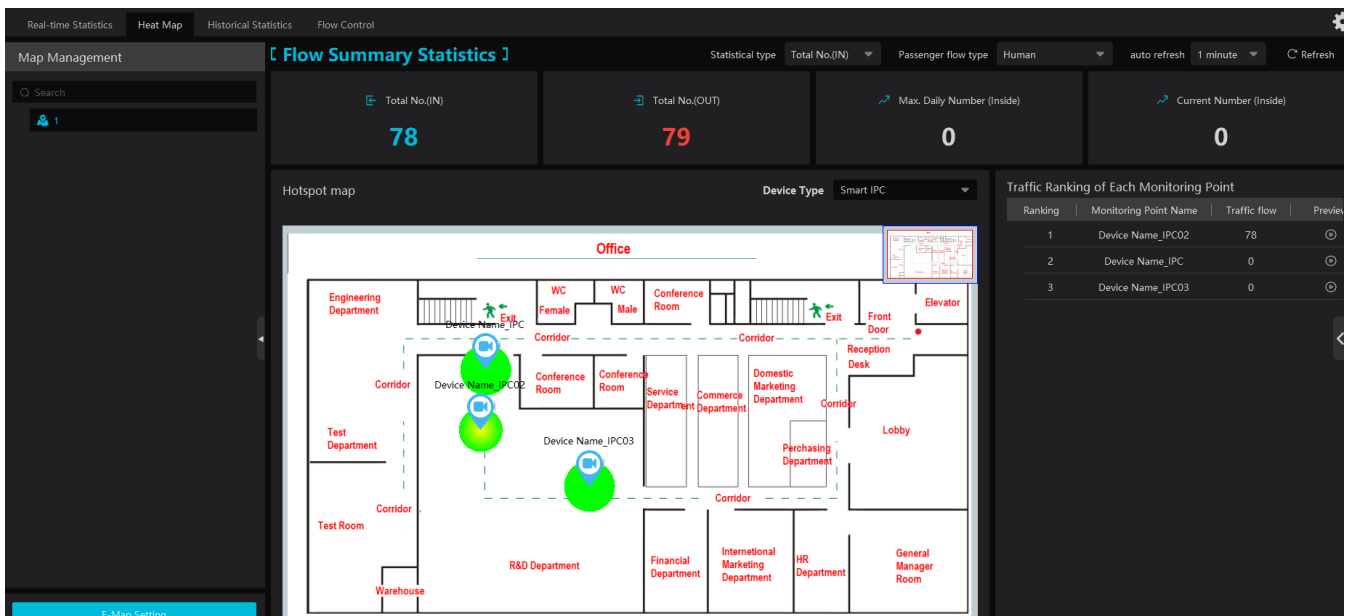 Real-time Statistics Heat Map Historical Statistics Flow Control
Map Management
Search
1
Flow Summary Statistics
Statistical type Total No.(IN) Passenger flow type Human auto refresh 1 minute Refresh
Total No.(IN) Total No.(OUT) Max. Daily Number (Inside) Current Number (Inside)
78 79 0 0
Hotspot map
Device Type Smart IPC
Office
Engineering
Department
WC
Female
WC
Male
Conference
Room
Exit
Exit
Elevator
Front
Door
Device Name_IPC
Corridor
Corridor
Reception
Desk
Corridor
Device Name_IPC02
Conference
Room
Conference
Room
Service
Department
Commerce
Department
Domestic
Marketing
Department
Corridor
Test
Department
Device Name_IPC03
Lobby
Perchasing
Department
Corridor
Corridor
Test Room
R&D Department
Warehouse
Financial
Department
Internetional
Marketing
Department
HR
Department
General
Manager
Room
Traffic Ranking of Each Monitoring Point
Ranking Monitoring Point Name Traffic flow Preview
1 Device Name_IPC02 78
2 Device Name_IPC 0
3 Device Name_IPC03 0
E-Map Setting